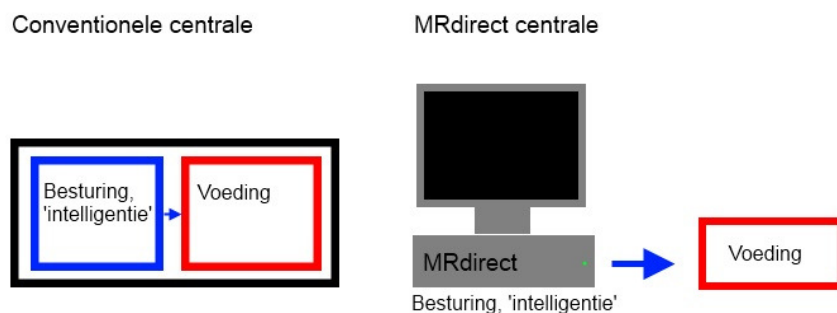 Conventionele centrale
MRdirect centrale
Besturing,
'intelligentie'
Voeding
MRdirect
Voeding
Besturing, 'intelligentie'